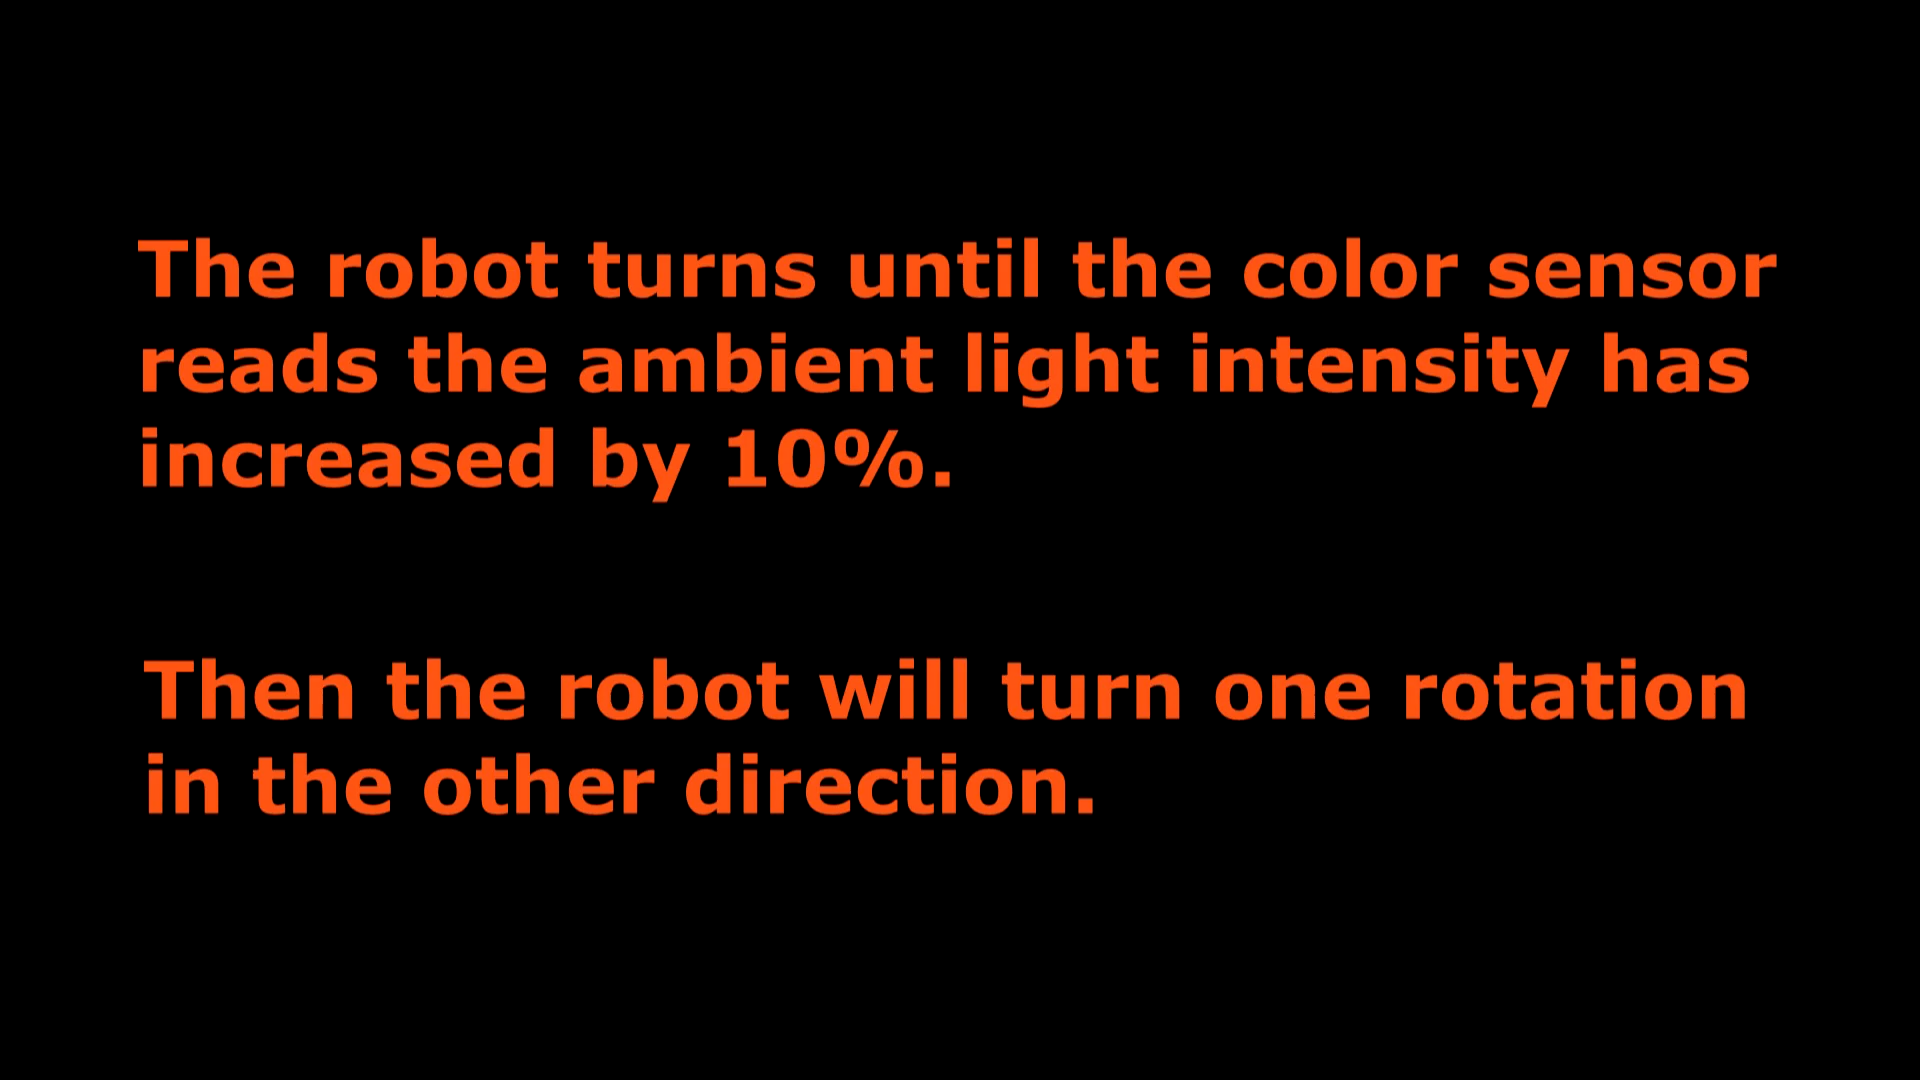 The robot turns until the color sensor
reads the ambient light intensity has
increased by 10%.
Then the robot will turn one rotation
in the other direction.